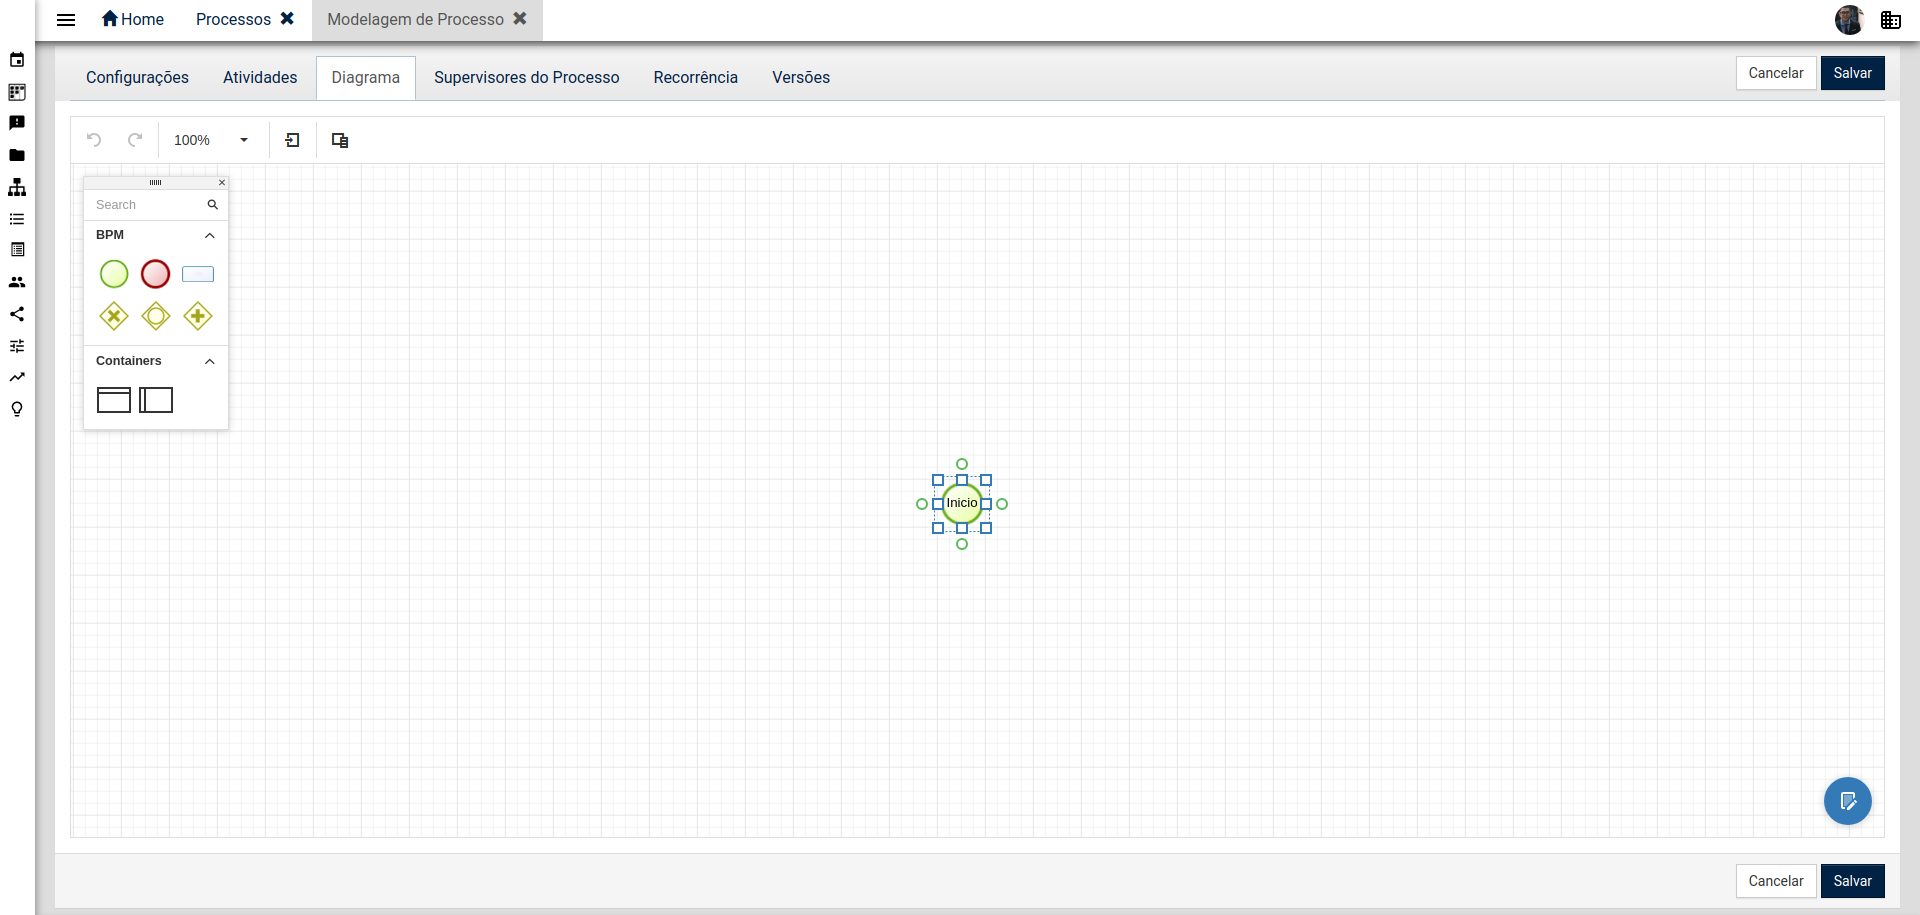 Home Processos Modelagem de Processo
Configurações Atividades Diagrama Supervisores do Processo Recorrência Versões Cancelar Salvar
100%
Search
BPM
Containers
Inicio
Cancelar Salvar